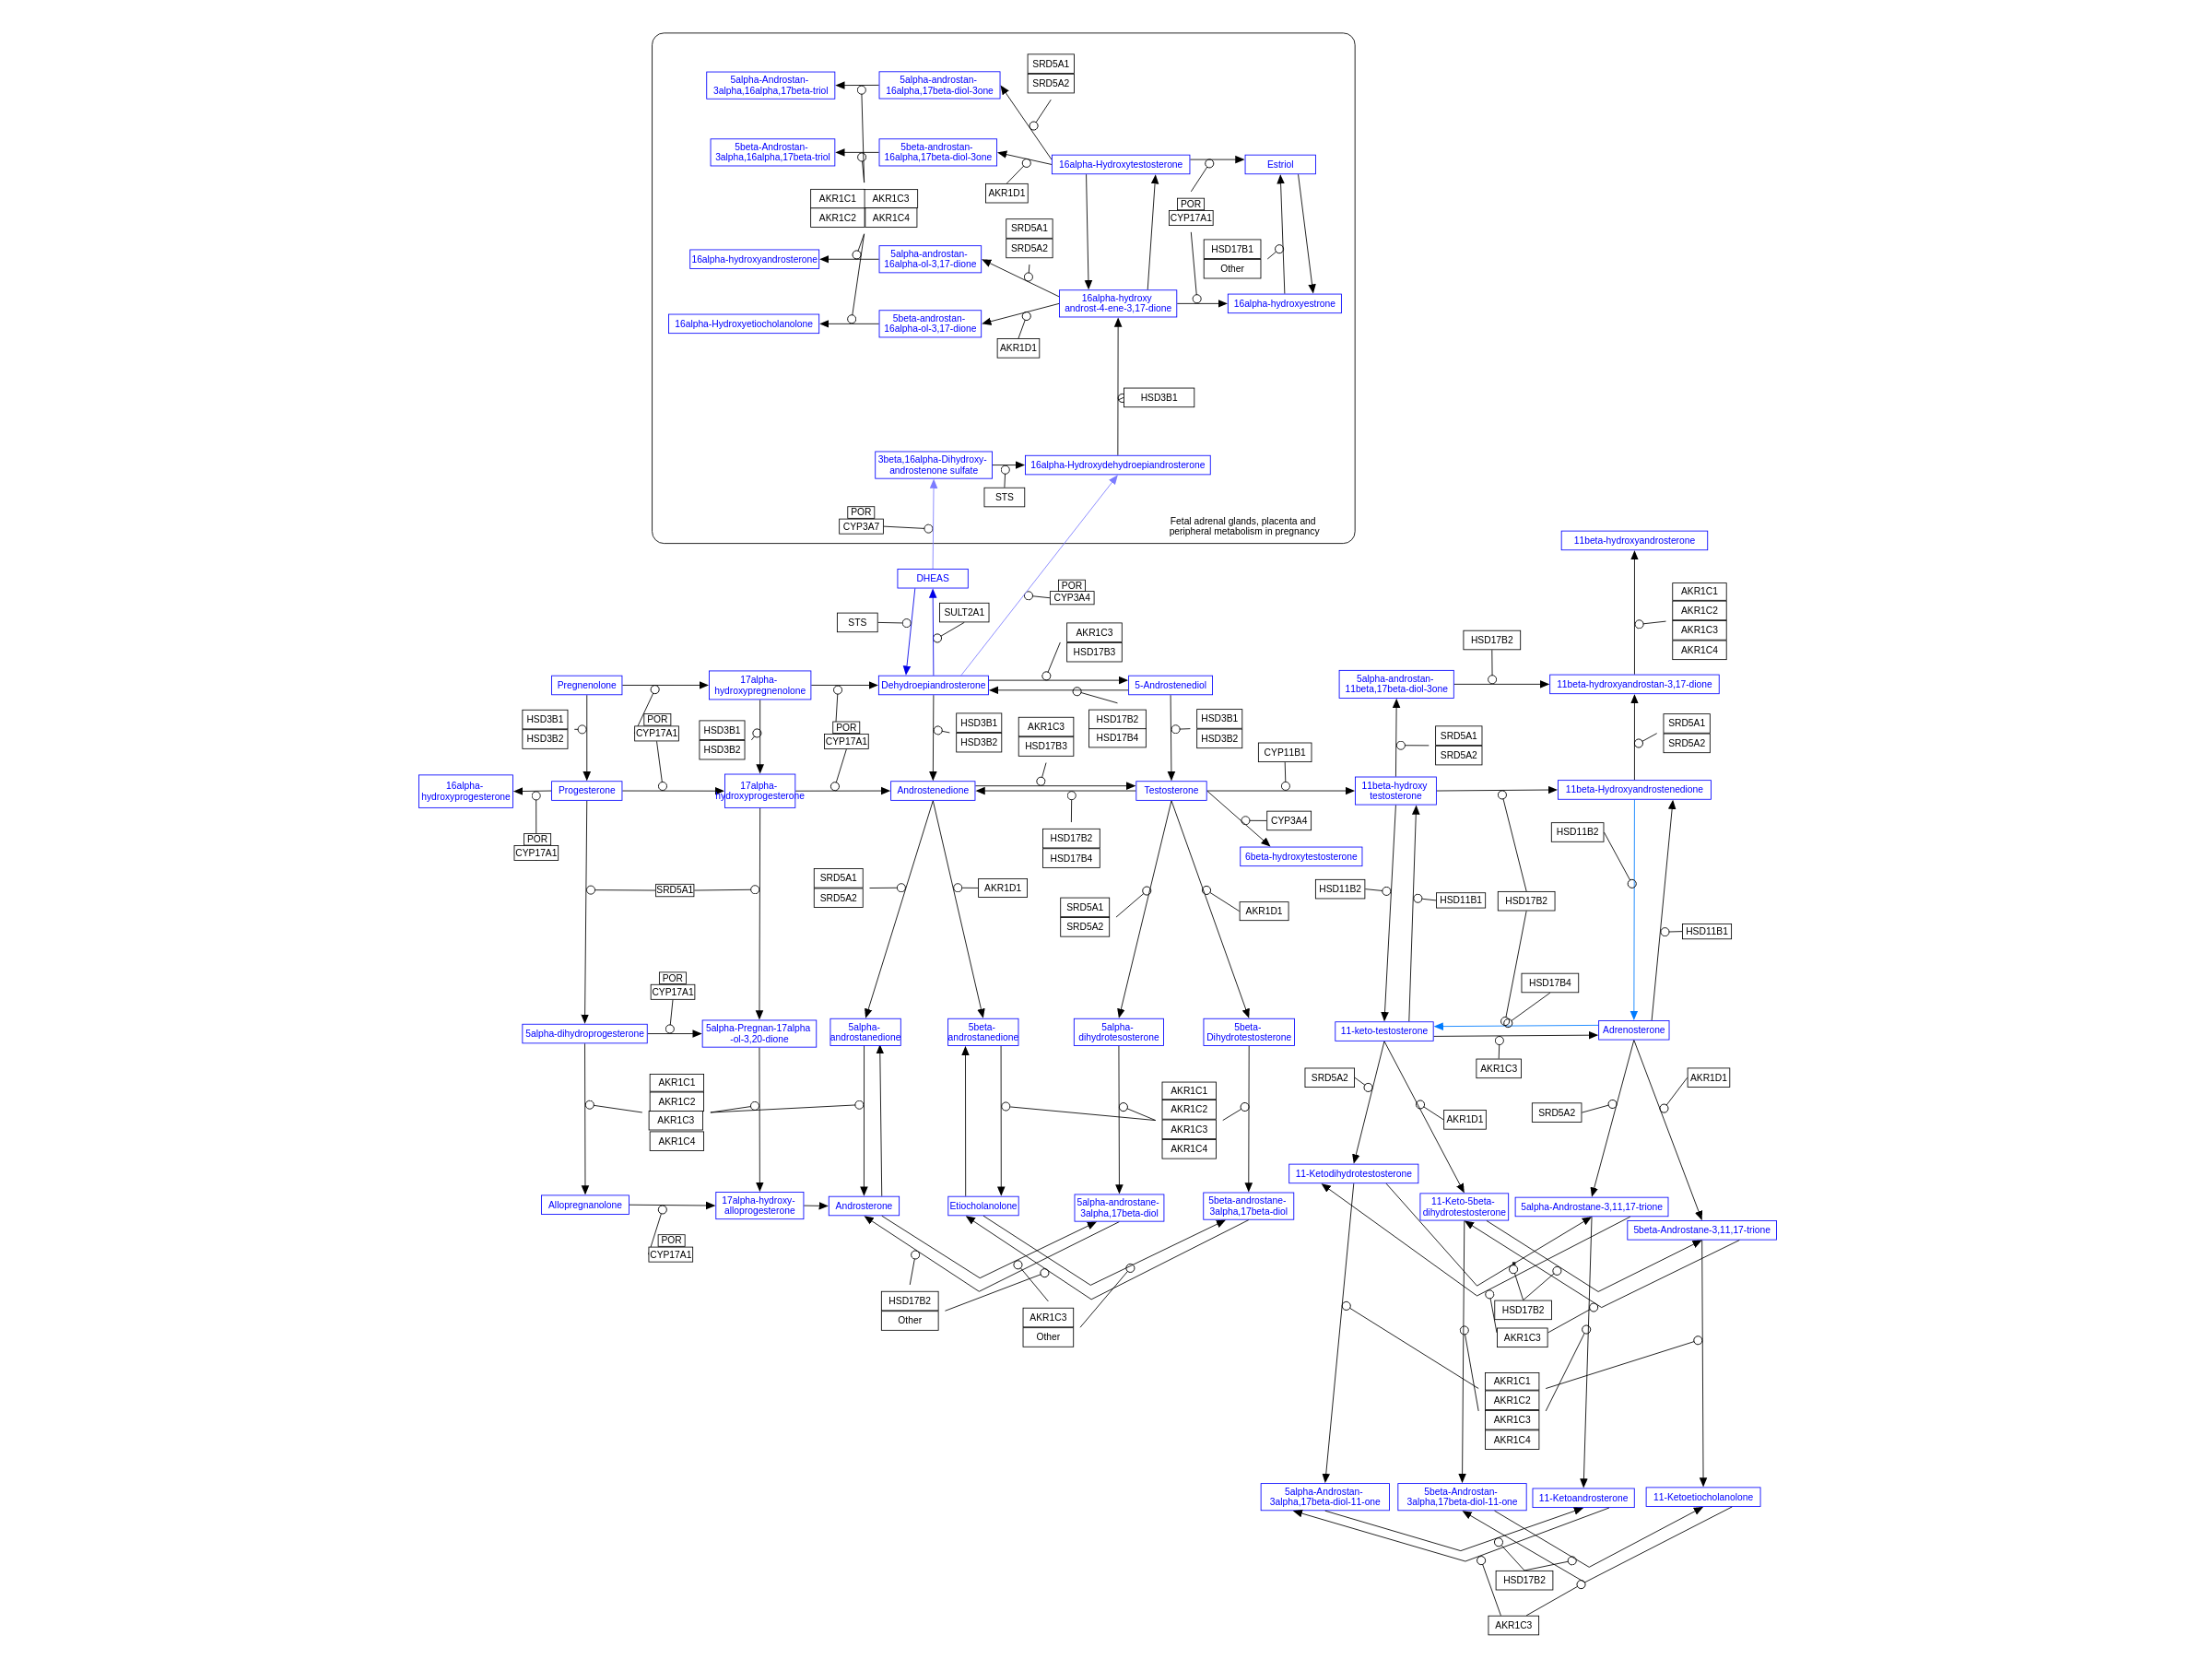 SRD5A1
SRD5A2
5alpha-Androstan-
3alpha,16alpha,17beta-triol
5alpha-androstan-
16alpha,17beta-diol-3one
5beta-Androstan-
3alpha,16alpha,17beta-triol
5beta-androstan-
16alpha,17beta-diol-3one
16alpha-Hydroxytestosterone
Estriol
AKR1D1
AKR1C1
AKR1C3
AKR1C2
AKR1C4
POR
CYP17A1
SRD5A1
SRD5A2
HSD17B1
Other
16alpha-hydroxyandrosterone
5alpha-androstan-
16alpha-ol-3,17-dione
16alpha-hydroxy
androst-4-ene-3,17-dione
16alpha-hydroxyestrone
16alpha-Hydroxyetiocholanolone
5beta-androstan-
16alpha-ol-3,17-dione
AKR1D1
HSD3B1
3beta,16alpha-Dihydroxy-
androstenone sulfate
16alpha-Hydroxydehydroepiandrosterone
STS
POR
CYP3A7
Fetal adrenal glands, placenta and
peripheral metabolism in pregnancy
11beta-hydroxyandrosterone
DHEAS
POR
CYP3A4
STS
SULT2A1
AKR1C1
AKR1C2
AKR1C3
AKR1C4
AKR1C3
HSD17B3
HSD17B2
Pregnenolone
17alpha-
hydroxypregnenolone
Dehydroepiandrosterone
5-Androstenediol
5alpha-androstan-
11beta,17beta-diol-3one
11beta-hydroxyandrostan-3,17-dione
HSD3B1
HSD3B2
POR
CYP17A1
HSD3B1
HSD3B2
POR
CYP17A1
HSD3B1
HSD3B2
AKR1C3
HSD17B3
HSD17B2
HSD17B4
HSD3B1
HSD3B2
CYP11B1
SRD5A1
SRD5A2
SRD5A1
SRD5A2
16alpha-
hydroxyprogesterone
Progesterone
17alpha-
hydroxyprogesterone
Androstenedione
Testosterone
11beta-hydroxy
testosterone
11beta-Hydroxyandrostenedione
POR
CYP17A1
HSD17B2
HSD17B4
CYP3A4
6beta-hydroxytestosterone
HSD11B2
SRD5A1
SRD5A1
SRD5A2
AKR1D1
SRD5A1
SRD5A2
AKR1D1
HSD11B2
HSD11B1
HSD17B2
HSD11B1
POR
CYP17A1
HSD17B4
5alpha-dihydroprogesterone
5alpha-Pregnan-17alpha
-ol-3,20-dione
5alpha-
androstanedione
5beta-
androstanedione
5alpha-
dihydrotesosterone
5beta-
Dihydrotestosterone
11-keto-testosterone
Adrenosterone
AKR1C1
AKR1C2
AKR1C3
AKR1C4
AKR1C1
AKR1C2
AKR1C3
AKR1C4
SRD5A2
AKR1C3
AKR1D1
AKR1D1
SRD5A2
11-Ketodihydrotestosterone
Allopregnanolone
17alpha-hydroxy-
alloprogesterone
Androsterone
Etiocholanolone
5alpha-androstane-
3alpha,17beta-diol
5beta-androstane-
3alpha,17beta-diol
11-Keto-5beta-
dihydrotestosterone
5alpha-Androstane-3,11,17-trione
5beta-Androstane-3,11,17-trione
POR
CYP17A1
HSD17B2
Other
AKR1C3
Other
HSD17B2
AKR1C3
AKR1C1
AKR1C2
AKR1C3
AKR1C4
5alpha-Androstan-
3alpha,17beta-diol-11-one
5beta-Androstan-
3alpha,17beta-diol-11-one
11-Ketoandrosterone
11-Ketoetiocholanolone
HSD17B2
AKR1C3